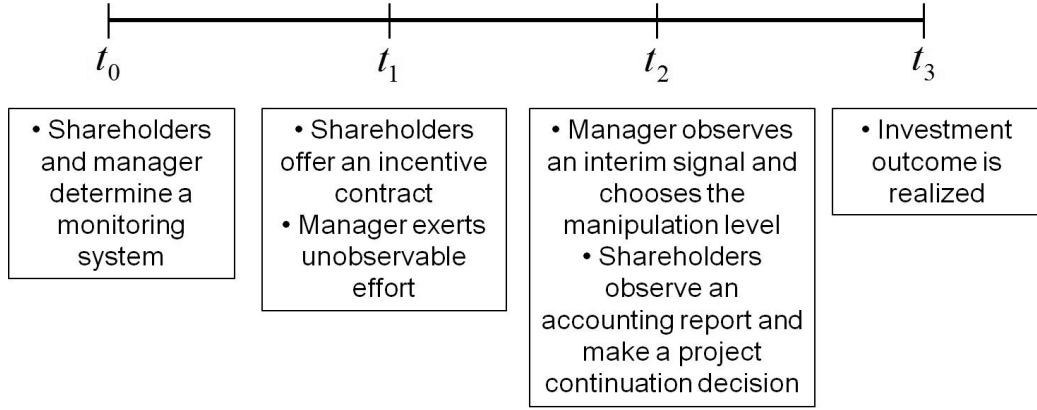 t₀ t₁ t₂ t₃
• Shareholders
and manager
determine a
monitoring
system
• Shareholders
offer an incentive
contract
• Manager exerts
unobservable
effort
• Manager observes
an interim signal and
chooses the
manipulation level
• Shareholders
observe an
accounting report and
make a project
continuation decision
• Investment
outcome is
realized